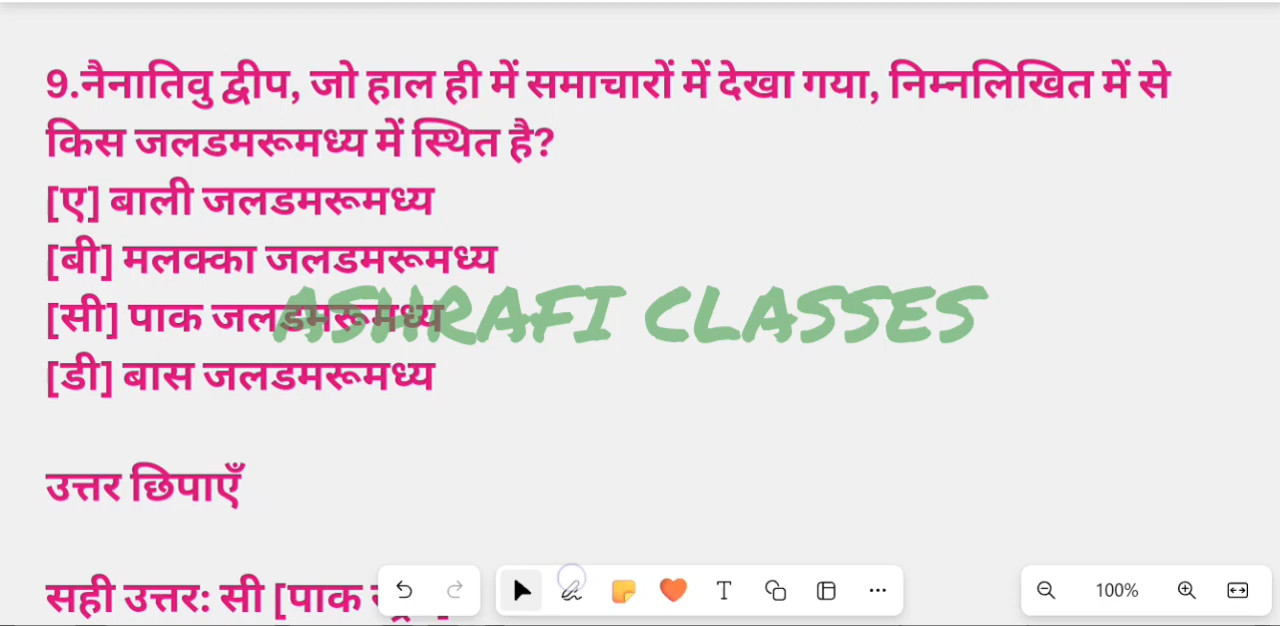 9.नैनातिवु द्वीप, जो हाल ही में समाचारों में देखा गया, निम्नलिखित में से
किस जलडमरूमध्य में स्थित है?
[ए] बाली जलडमरूमध्य
[बी] मलक्का जलडमरूमध्य
[सी] पाक जलडमरूमध्य
ASHRAFI CLASSES
[डी] बास जलडमरूमध्य
उत्तर छिपाएँ
सही उत्तर: सी [पाक
100%